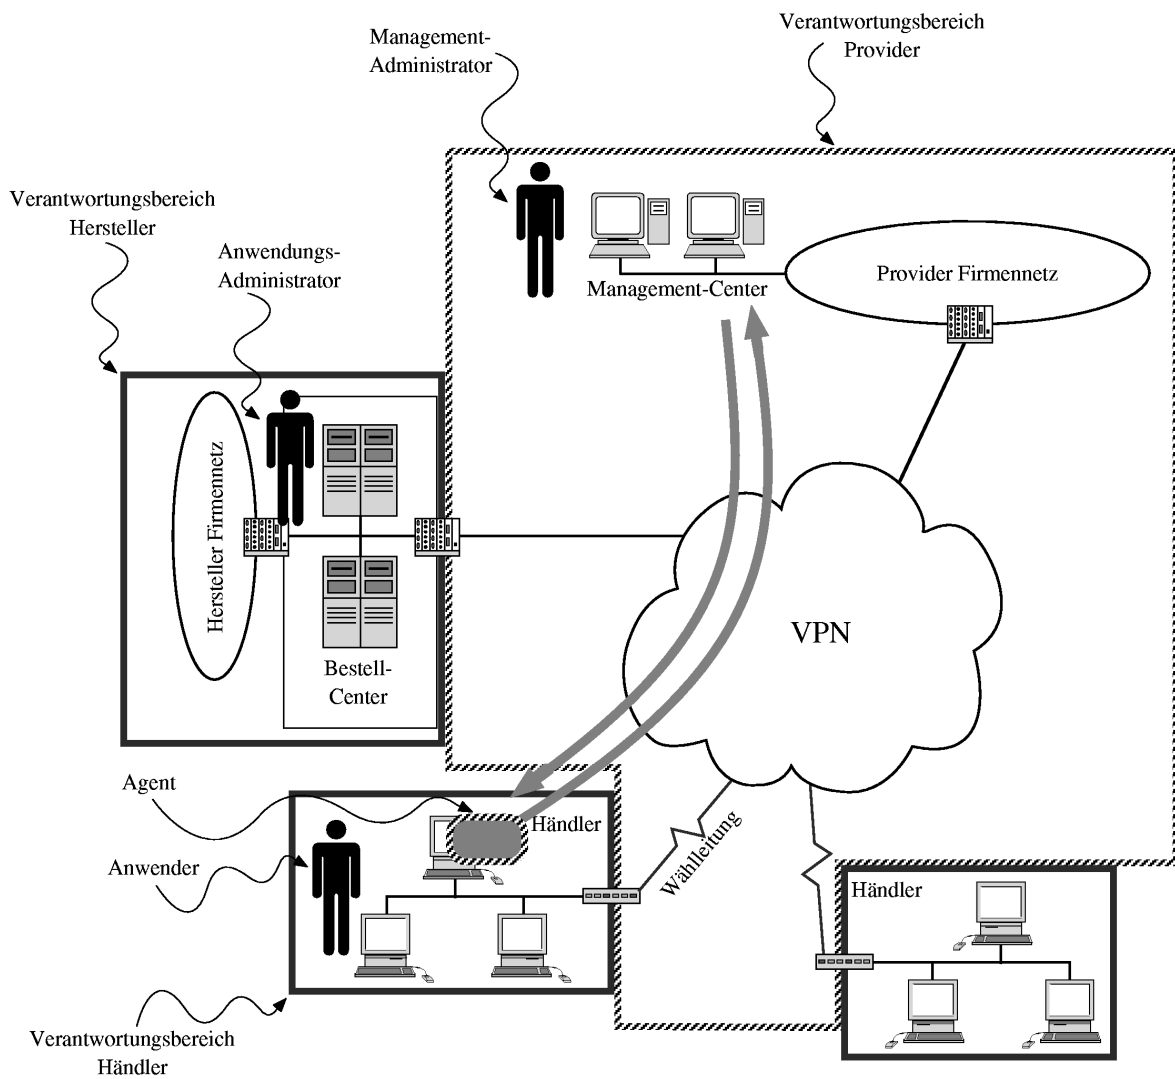 Verantwortungsbereich
Provider
Management-
Administrator
Verantwortungsbereich
Hersteller
Anwendungs-
Administrator
Management-Center
Provider Firmennetz
Hersteller Firmennetz
Bestell-
Center
VPN
Agent
Händler
Wählleitung
Anwender
Händler
Verantwortungsbereich
Händler